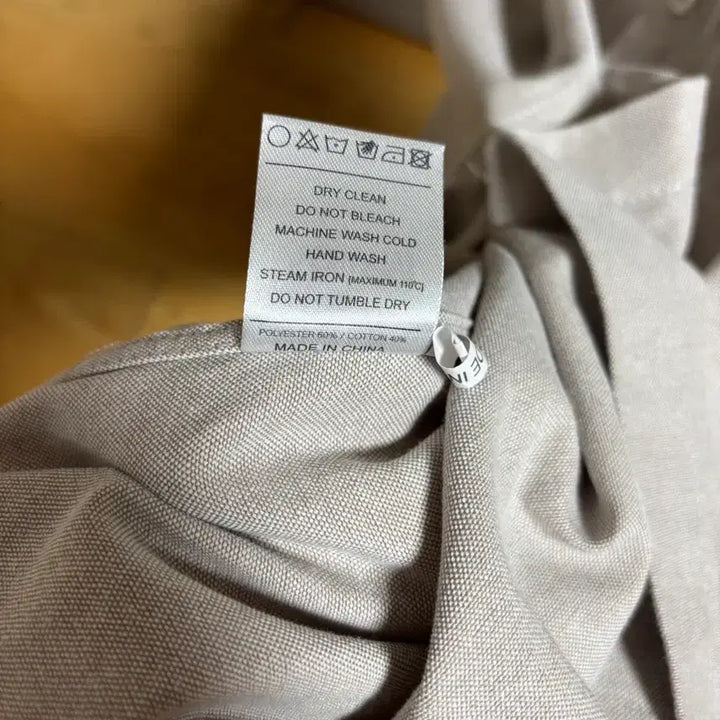 DRY CLEAN
DO NOT BLEACH
MACHINE WASH COLD
HAND WASH
STEAM IRON [MAXIMUM 110℃]
DO NOT TUMBLE DRY
POLYESTER 60% / COTTON 40%
MADE IN CHINA